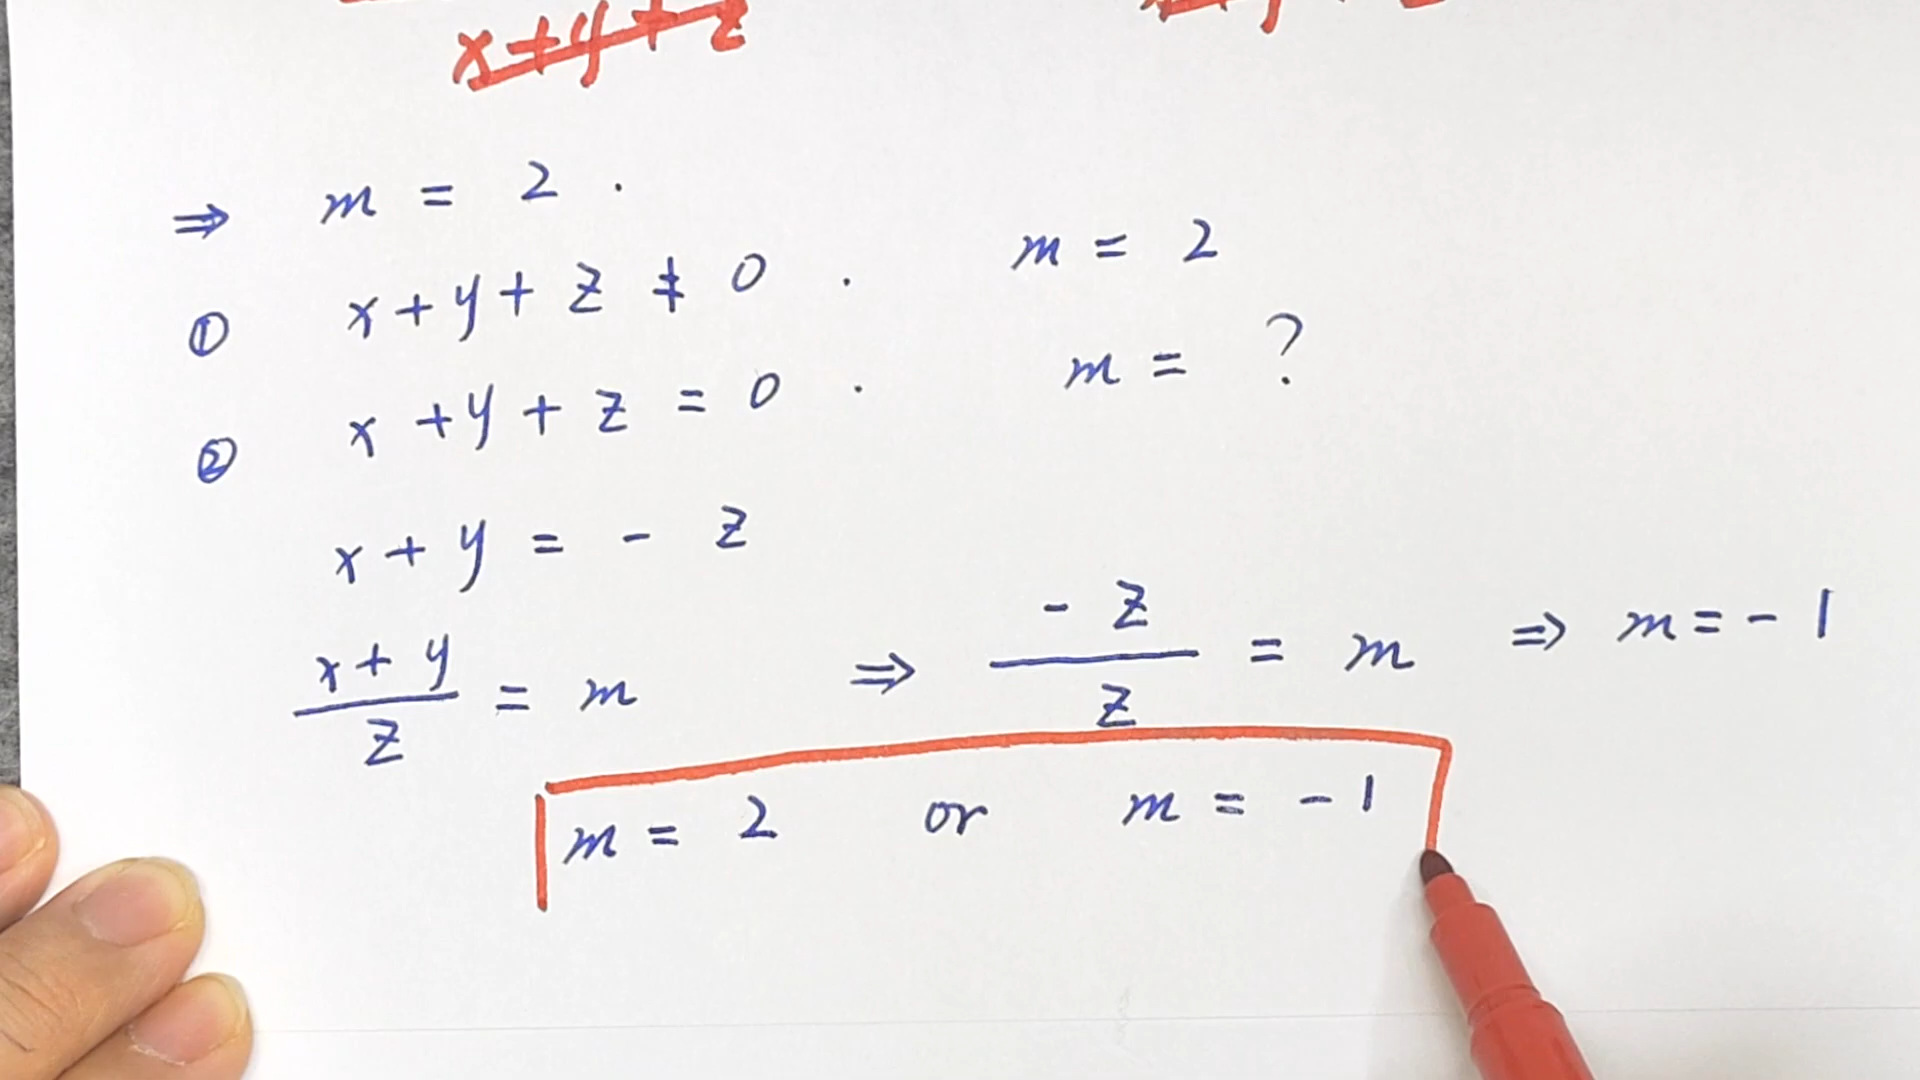 x+y+z
⇒ m = 2 .
① x+y+z ≠ 0 . m = 2
② x+y+z = 0 . m = ?
x+y = - z
x+y/z = m ⇒ -z/z = m ⇒ m = -1
m = 2 or m = -1